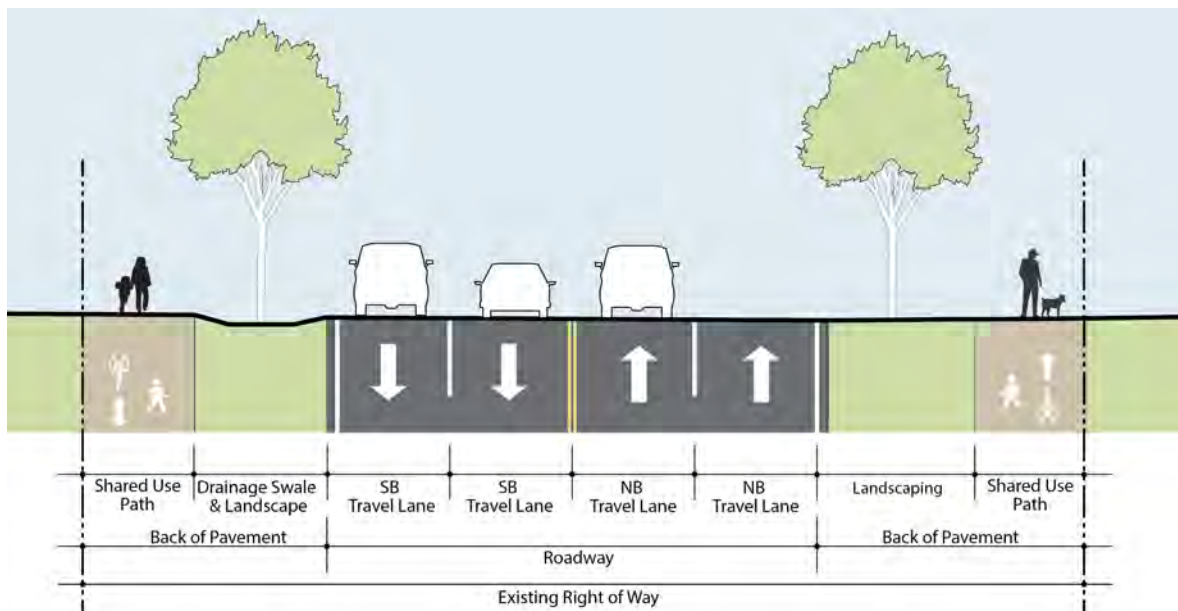 Shared Use
Path
Drainage Swale
& Landscape
SB
Travel Lane
SB
Travel Lane
NB
Travel Lane
NB
Travel Lane
Landscaping
Shared Use
Path
Back of Pavement
Roadway
Back of Pavement
Existing Right of Way